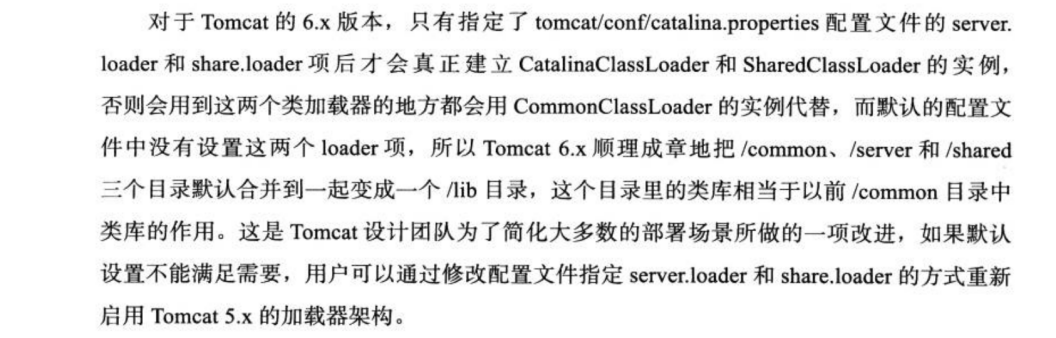 对于 Tomcat 的 6.x 版本，只有指定了 tomcat/conf/catalina.properties 配置文件的 server.
loader 和 share.loader 项后才会真正建立 CatalinaClassLoader 和 SharedClassLoader 的实例，
否则会用到这两个类加载器的地方都会用 CommonClassLoader 的实例代替，而默认的配置文
件中没有设置这两个 loader 项，所以 Tomcat 6.x 顺理成章地把 /common、/server 和 /shared
三个目录默认合并到一起变成一个 /lib 目录，这个目录里的类库相当于以前 /common 目录中
类库的作用。这是 Tomcat 设计团队为了简化大多数的部署场景所做的一项改进，如果默认
设置不能满足需要，用户可以通过修改配置文件指定 server.loader 和 share.loader 的方式重新
启用 Tomcat 5.x 的加载器架构。